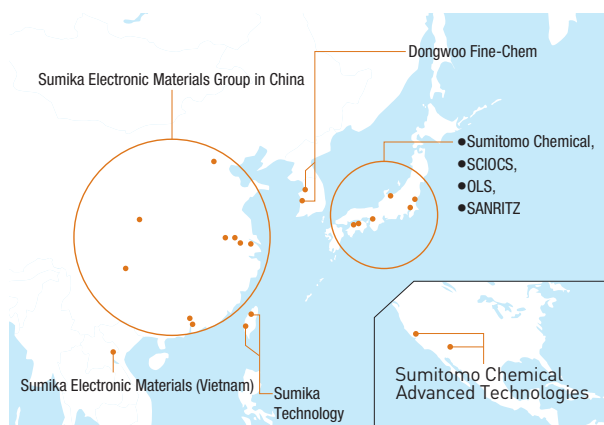 Dongwoo Fine-Chem
Sumika Electronic Materials Group in China
●Sumitomo Chemical,
●SCIOCS,
●OLS,
●SANRITZ
Sumika Electronic Materials (Vietnam)
Sumika
Technology
Sumitomo Chemical
Advanced Technologies